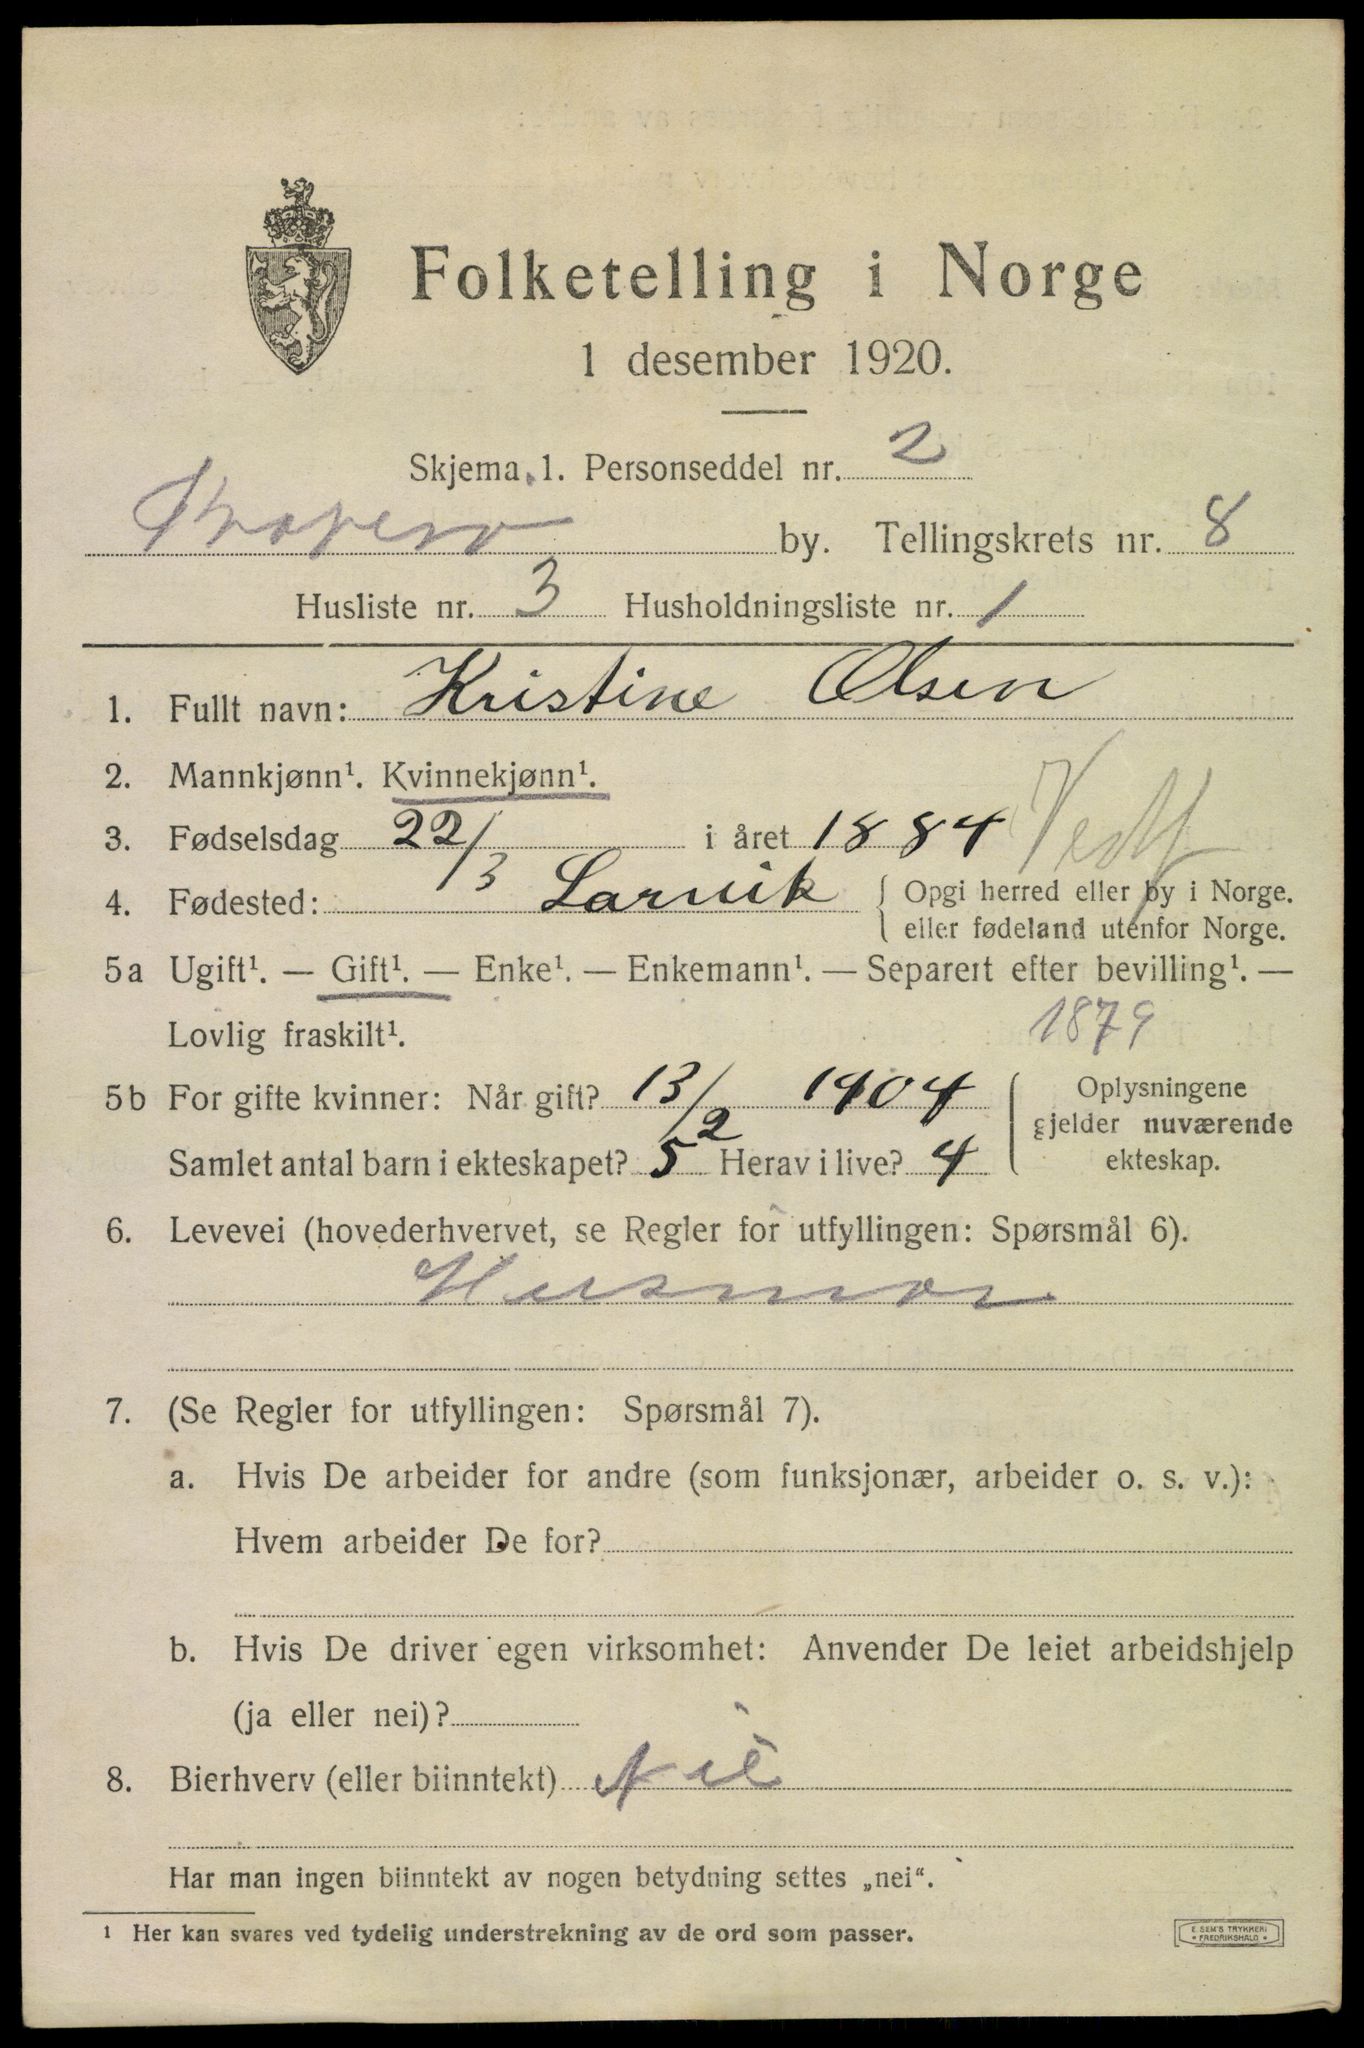 Folketelling i Norge
1 desember 1920.
Skjema 1. Personseddel nr. 2
by. Tellingskrets nr. 8
Husliste nr. 3 Husholdningsliste nr. 1
1. Fullt navn: Kristine Olsen
2. Mannkjønn¹. Kvinnekjønn¹.
3. Fødselsdag 22/3 i året 1884
4. Fødested: Larvik { Opgi herred eller by i Norge.
eller fødeland utenfor Norge.
5a Ugift¹. — Gift¹. — Enke¹. — Enkemann¹. — Separert efter bevilling¹. —
Lovlig fraskilt¹.
1879
5b For gifte kvinner: Når gift? 13/2 1904
Samlet antal barn i ekteskapet? 5 Herav i live? 4
Oplysningene
gjelder nuværende
ekteskap.
6. Levevei (hovederhvervet, se Regler for utfyllingen: Spørsmål 6).
Husmor
7. (Se Regler for utfyllingen: Spørsmål 7).
a. Hvis De arbeider for andre (som funksjonær, arbeider o. s. v.):
Hvem arbeider De for?
b. Hvis De driver egen virksomhet: Anvender De leiet arbeidshjelp
(ja eller nei)?
8. Bierhverv (eller biinntekt) Nei
Har man ingen biinntekt av nogen betydning settes „nei“.
¹ Her kan svares ved tydelig understrekning av de ord som passer.
E. SEM'S TRYKKERI
• FREDRIKSHALD •